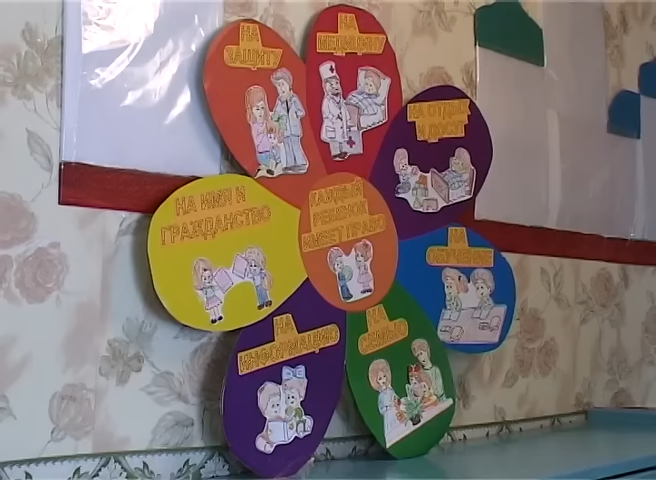 КАЖДЫЙ
РЕБЕНОК
ИМЕЕТ ПРАВО
НА
ЗАЩИТУ
НА
МЕДИЦИНУ
НА ОТДЫХ
И ДОСУГ
НА
ОБУЧЕНИЕ
НА
СЕМЬЮ
НА
ИНФОРМАЦИЮ
НА ИМЯ И
ГРАЖДАНСТВО